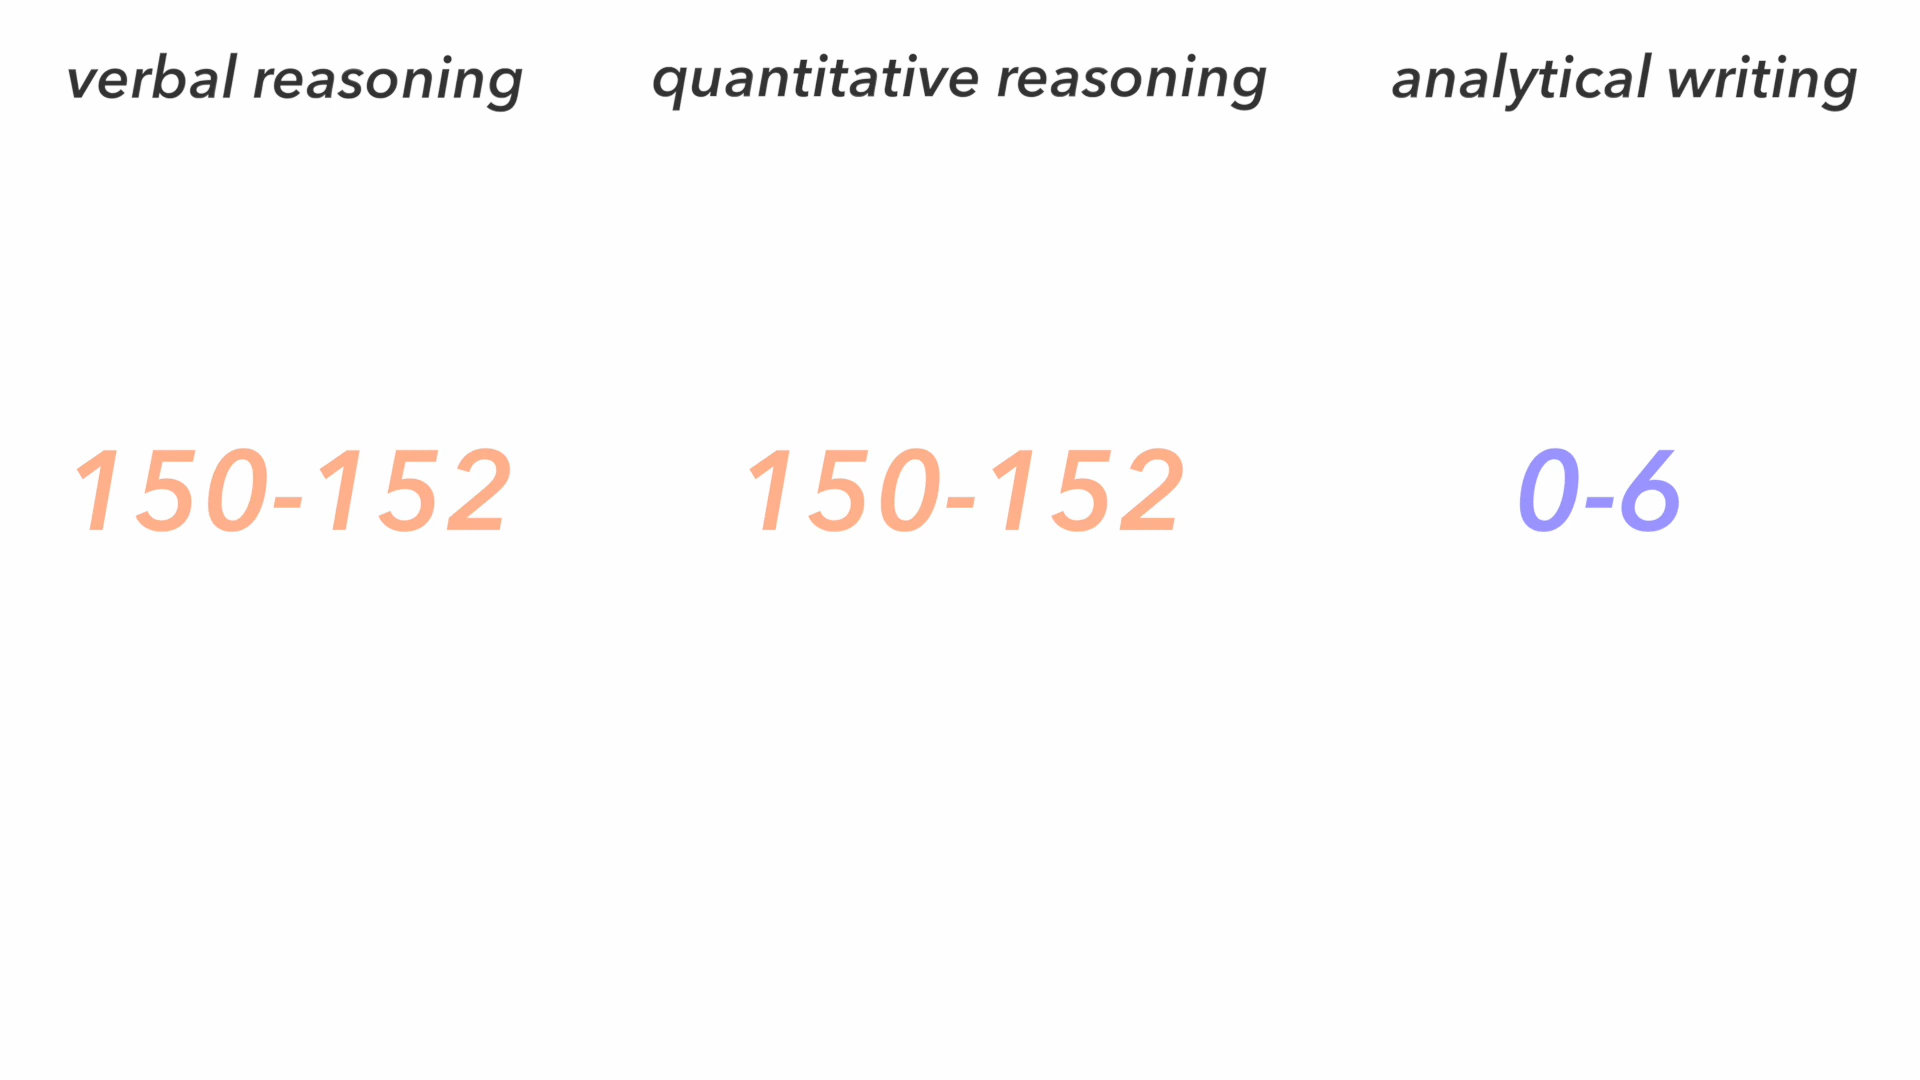 verbal reasoning
quantitative reasoning
analytical writing
150-152
150-152
0-6